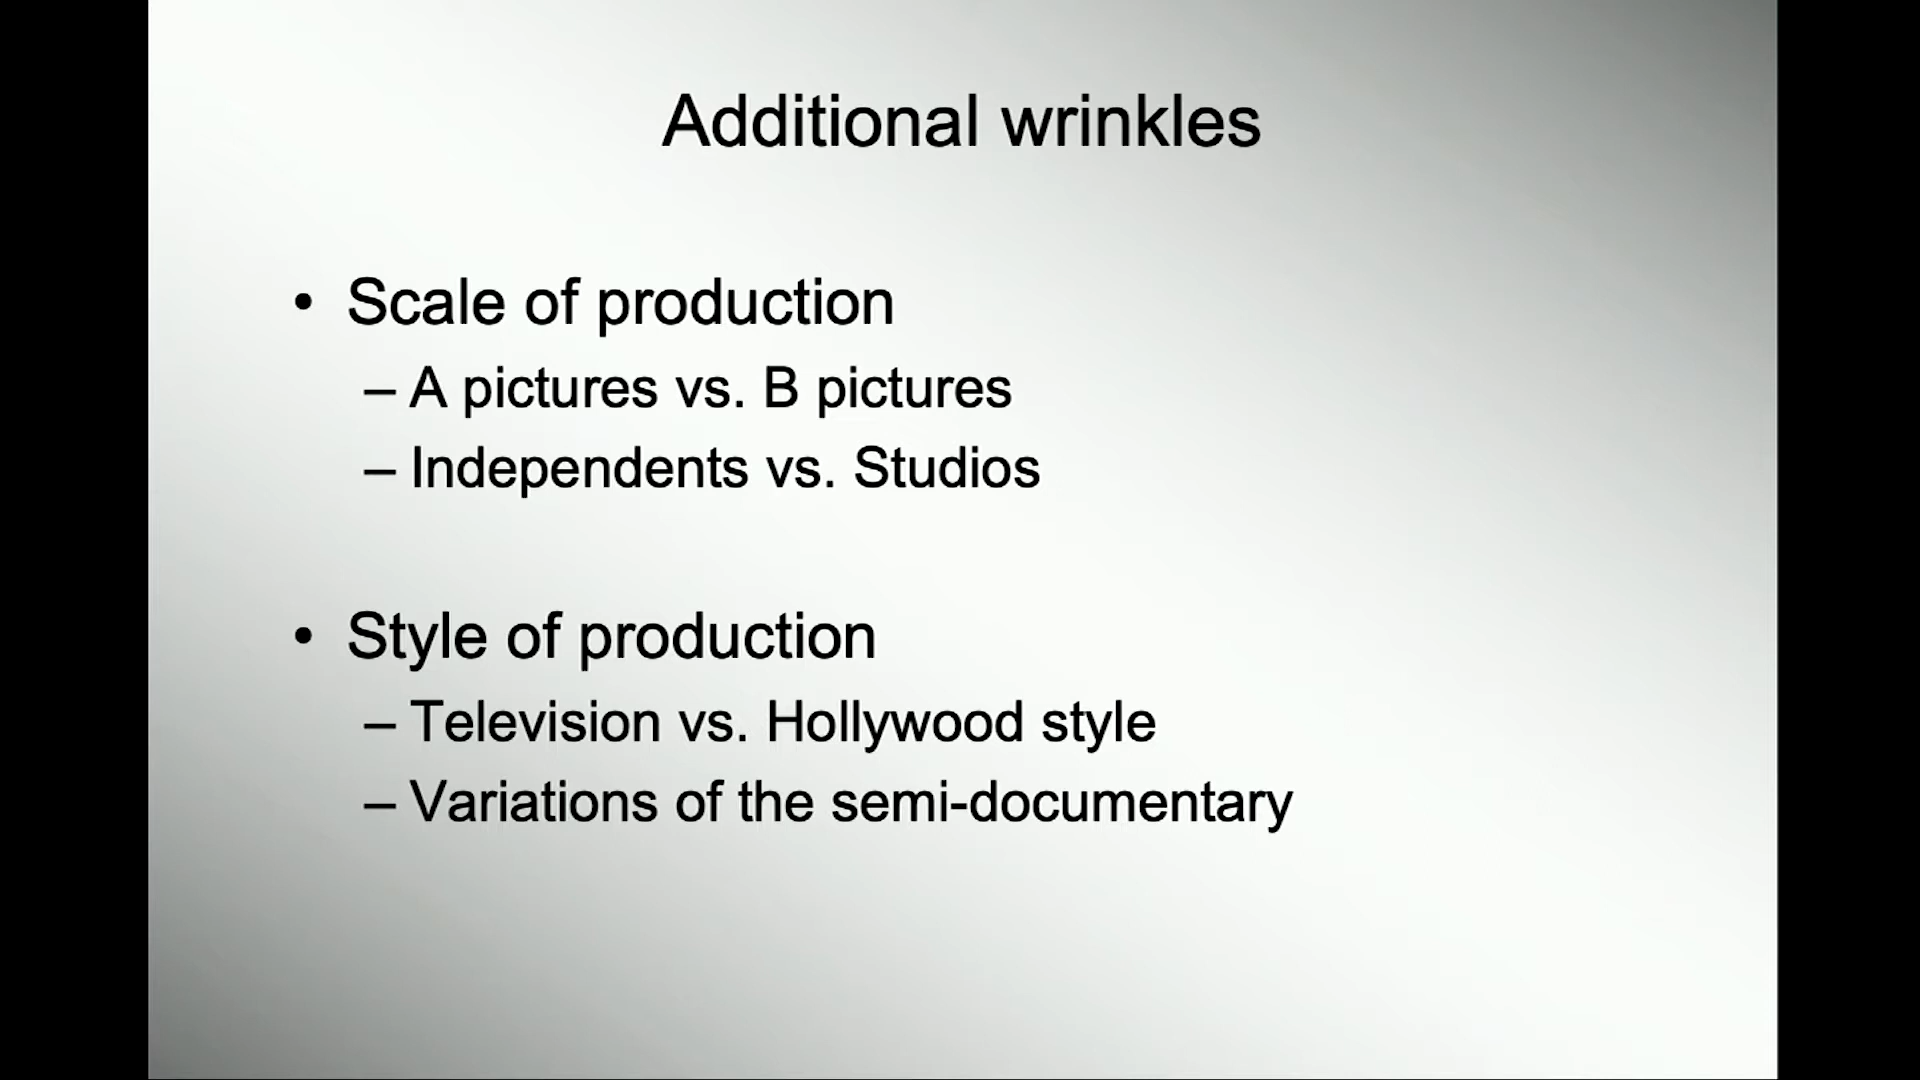 Additional wrinkles
• Scale of production
– A pictures vs. B pictures
– Independents vs. Studios
• Style of production
– Television vs. Hollywood style
– Variations of the semi-documentary